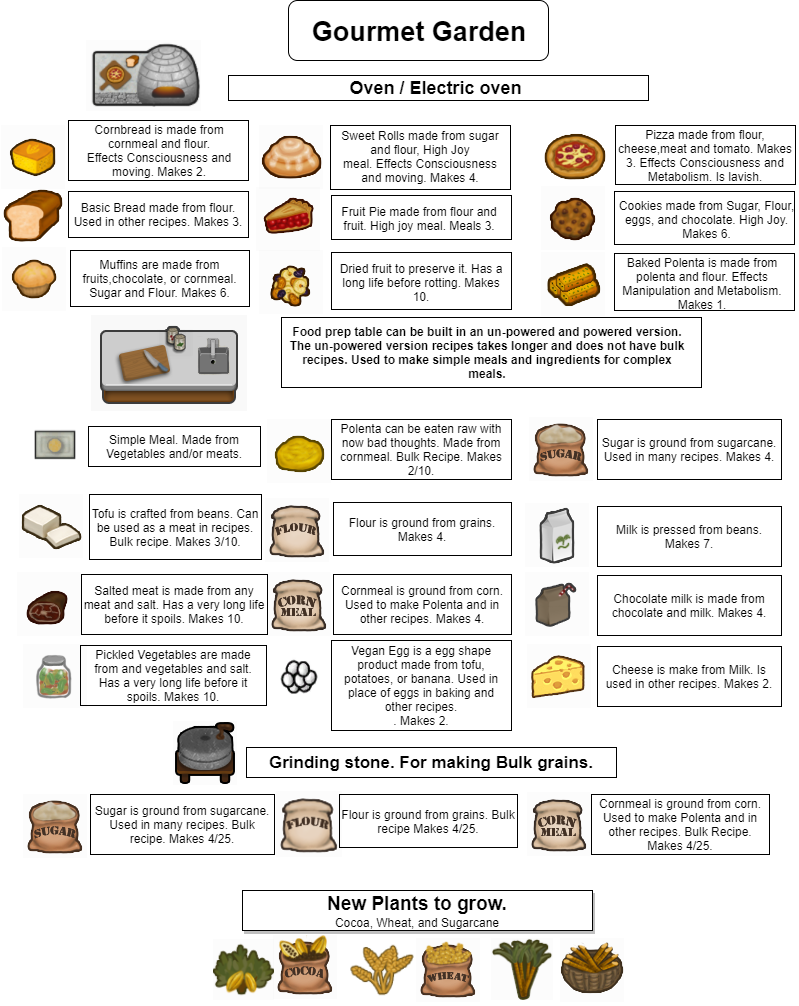 Gourmet Garden
Oven / Electric oven
Cornbread is made from
cornmeal and flour.
Effects Consciousness and
moving. Makes 2.
Sweet Rolls made from sugar
and flour, High Joy
meal. Effects Consciousness
and moving. Makes 4.
Pizza made from flour,
cheese,meat and tomato. Makes
3. Effects Consciousness and
Metabolism. Is lavish.
Basic Bread made from flour.
Used in other recipes. Makes 3.
Fruit Pie made from flour and
fruit. High joy meal. Meals 3.
Cookies made from Sugar, Flour,
eggs, and chocolate. High Joy.
Makes 6.
Muffins are made from
fruits,chocolate, or cornmeal.
Sugar and Flour. Makes 6.
Dried fruit to preserve it. Has a
long life before rotting. Makes
10.
Baked Polenta is made from
polenta and flour. Effects
Manipulation and Metabolism.
Makes 1.
Food prep table can be built in an un-powered and powered version.
The un-powered version recipes takes longer and does not have bulk
recipes. Used to make simple meals and ingredients for complex
meals.
Simple Meal. Made from
Vegetables and/or meats.
Polenta can be eaten raw with
now bad thoughts. Made from
cornmeal. Bulk Recipe. Makes
2/10.
SUGAR
Sugar is ground from sugarcane.
Used in many recipes. Makes 4.
Tofu is crafted from beans. Can
be used as a meat in recipes.
Bulk recipe. Makes 3/10.
FLOUR
Flour is ground from grains.
Makes 4.
Milk is pressed from beans.
Makes 7.
Salted meat is made from any
meat and salt. Has a very long life
before it spoils. Makes 10.
CORN
MEAL
Cornmeal is ground from corn.
Used to make Polenta and in
other recipes. Makes 4.
Chocolate milk is made from
chocolate and milk. Makes 4.
Pickled Vegetables are made
from and vegetables and salt.
Has a very long life before it
spoils. Makes 10.
Vegan Egg is a egg shape
product made from tofu,
potatoes, or banana. Used in
place of eggs in baking and
other recipes.
. Makes 2.
Cheese is make from Milk. Is
used in other recipes. Makes 2.
Grinding stone. For making Bulk grains.
SUGAR
Sugar is ground from sugarcane.
Used in many recipes. Bulk
recipe. Makes 4/25.
FLOUR
Flour is ground from grains. Bulk
recipe Makes 4/25.
CORN
MEAL
Cornmeal is ground from corn.
Used to make Polenta and in
other recipes. Bulk Recipe.
Makes 4/25.
New Plants to grow.
Cocoa, Wheat, and Sugarcane
COCOA
WHEAT